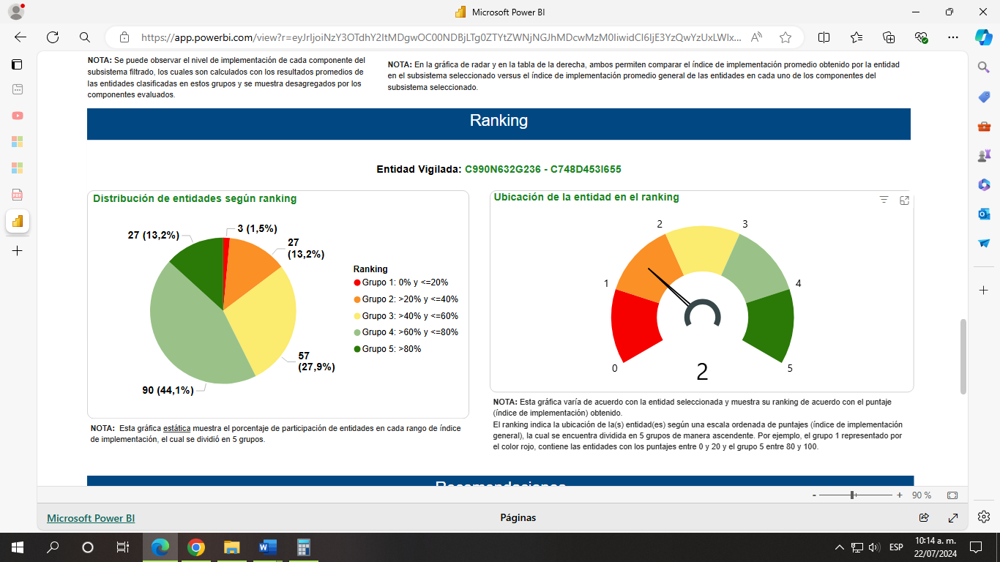 Microsoft Power BI
https://app.powerbi.com/view?r=eyJrIjoiNzY3OTdhY2ItMDgwOC00NDBjLTg0ZTYtZWNjNGJhMDcwMzM0IiwidCI6IjE3YzQwYzUxLWIx...
NOTA: Se puede observar el nivel de implementación de cada componente del
subsistema filtrado, los cuales son calculados con los resultados promedios de
las entidades clasificadas en estos grupos y se muestra desagregados por los
componentes evaluados.
NOTA: En la gráfica de radar y en la tabla de la derecha, ambos permiten comparar el índice de implementación promedio obtenido por la entidad
en el subsistema seleccionado versus el índice de implementación promedio general de las entidades en cada uno de los componentes del
subsistema seleccionado.
Ranking
Entidad Vigilada: C990N632G236 - C748D453I655
Distribución de entidades según ranking
27 (13,2%)
3 (1,5%)
27
(13,2%)
57
(27,9%)
90 (44,1%)
Ranking
Grupo 1: 0% y <=20%
Grupo 2: >20% y <=40%
Grupo 3: >40% y <=60%
Grupo 4: >60% y <=80%
Grupo 5: >80%
NOTA: Esta gráfica estática muestra el porcentaje de participación de entidades en cada rango de índice
de implementación, el cual se dividió en 5 grupos.
Ubicación de la entidad en el ranking
0
1
2
3
4
5
2
NOTA: Esta gráfica varía de acuerdo con la entidad seleccionada y muestra su ranking de acuerdo con el puntaje
(índice de implementación) obtenido.
El ranking indica la ubicación de la(s) entidad(es) según una escala ordenada de puntajes (índice de implementación
general), la cual se encuentra dividida en 5 grupos de manera ascendente. Por ejemplo, el grupo 1 representado por
el color rojo, contiene las entidades con los puntajes entre 0 y 20 y el grupo 5 entre 80 y 100.
Recomendaciones
- + 90 %
Microsoft Power BI
Páginas
ESP
10:14 a. m.
22/07/2024